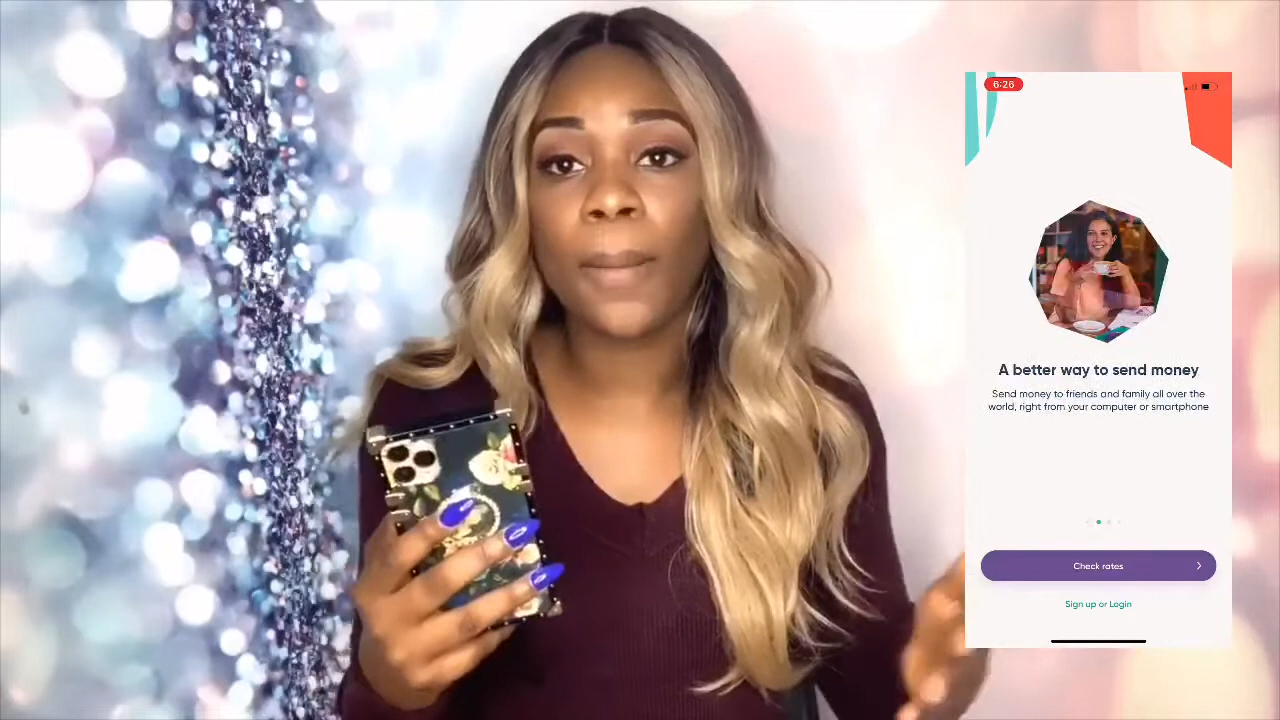 6:26
A better way to send money
Send money to friends and family all over the
world, right from your computer or smartphone
Check rates
Sign up or Login